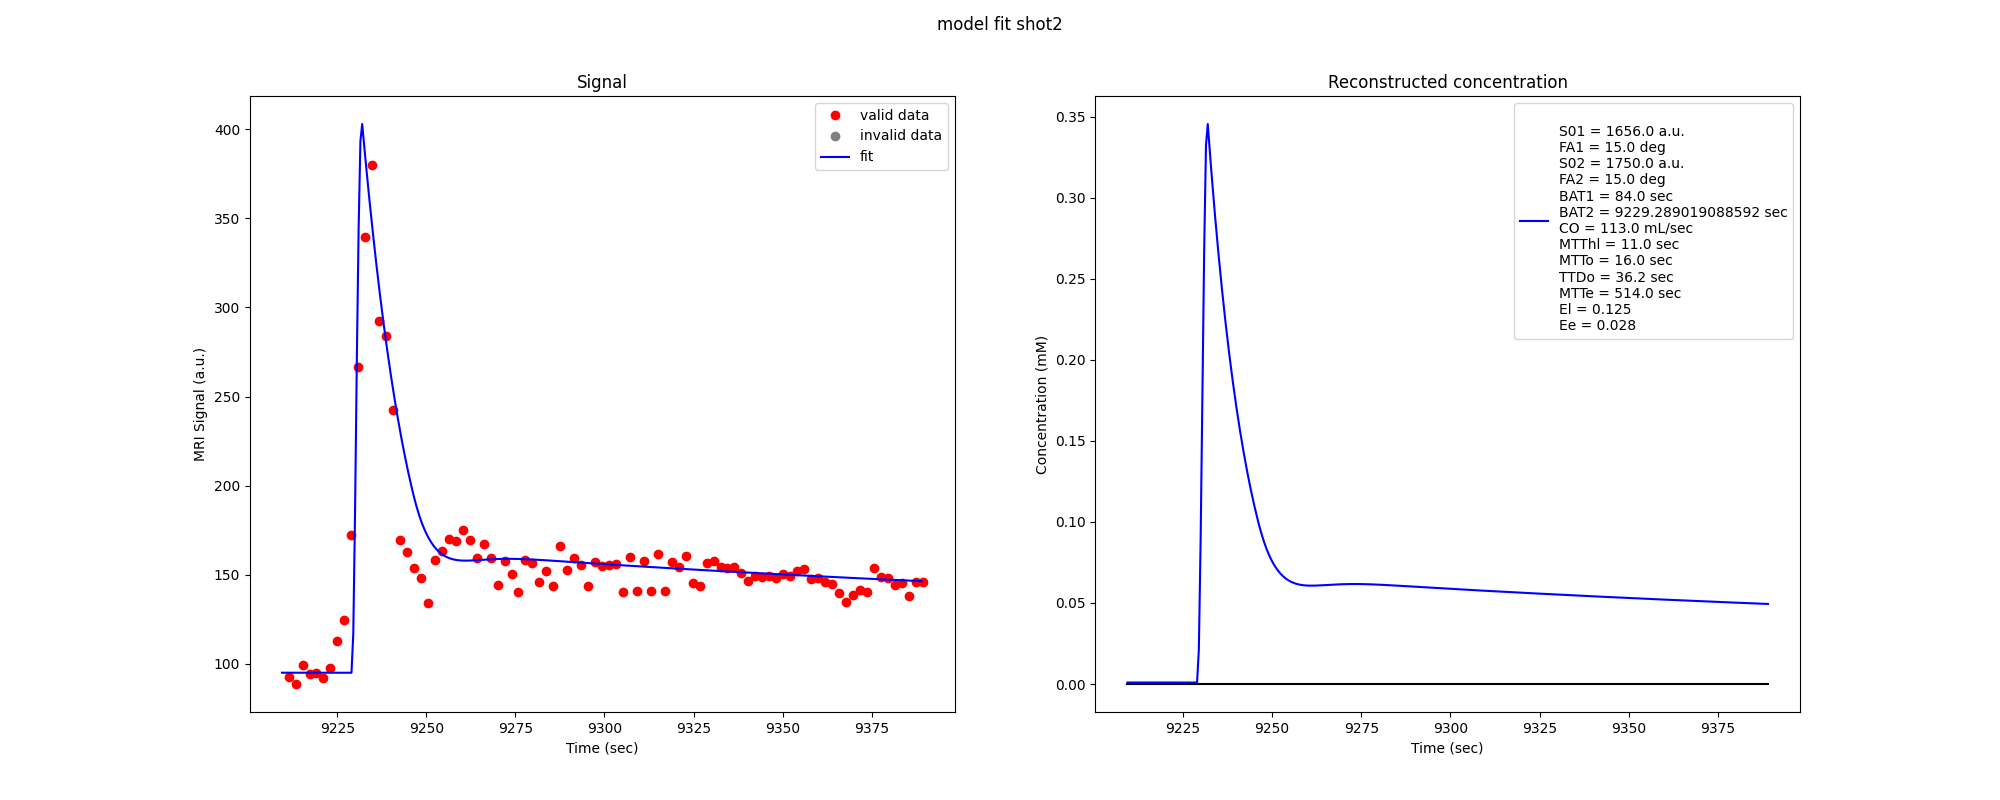 model fit shot2
Signal
MRI Signal (a.u.)
400
350
300
250
200
150
100
valid data
invalid data
fit
9225 9250 9275 9300 9325 9350 9375
Time (sec)
Reconstructed concentration
Concentration (mM)
0.35
0.30
0.25
0.20
0.15
0.10
0.05
0.00
S01 = 1656.0 a.u.
FA1 = 15.0 deg
S02 = 1750.0 a.u.
FA2 = 15.0 deg
BAT1 = 84.0 sec
BAT2 = 9229.289019088592 sec
CO = 113.0 mL/sec
MTThl = 11.0 sec
MTTo = 16.0 sec
TTDo = 36.2 sec
MTTe = 514.0 sec
El = 0.125
Ee = 0.028
9225 9250 9275 9300 9325 9350 9375
Time (sec)